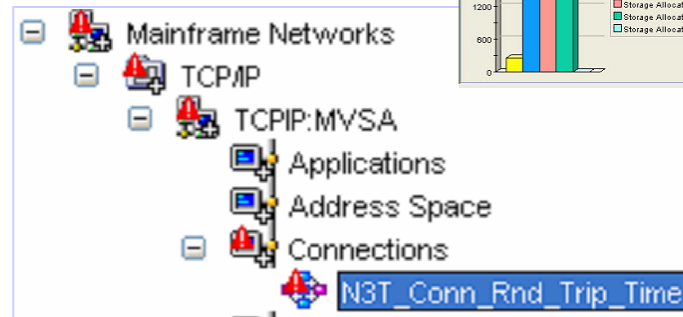 Mainframe Networks
TCP/IP
TCPIP:MVSA
Applications
Address Space
Connections
N3T_Conn_Rnd_Trip_Time
1200
600
0
Storage Allocat
Storage Allocat
Storage Allocat